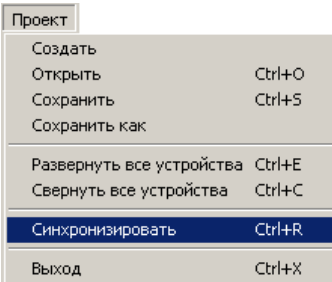 Проект
Создать
Открыть Ctrl+O
Сохранить Ctrl+S
Сохранить как
Развернуть все устройства Ctrl+E
Свернуть все устройства Ctrl+C
Синхронизировать Ctrl+R
Выход Ctrl+X